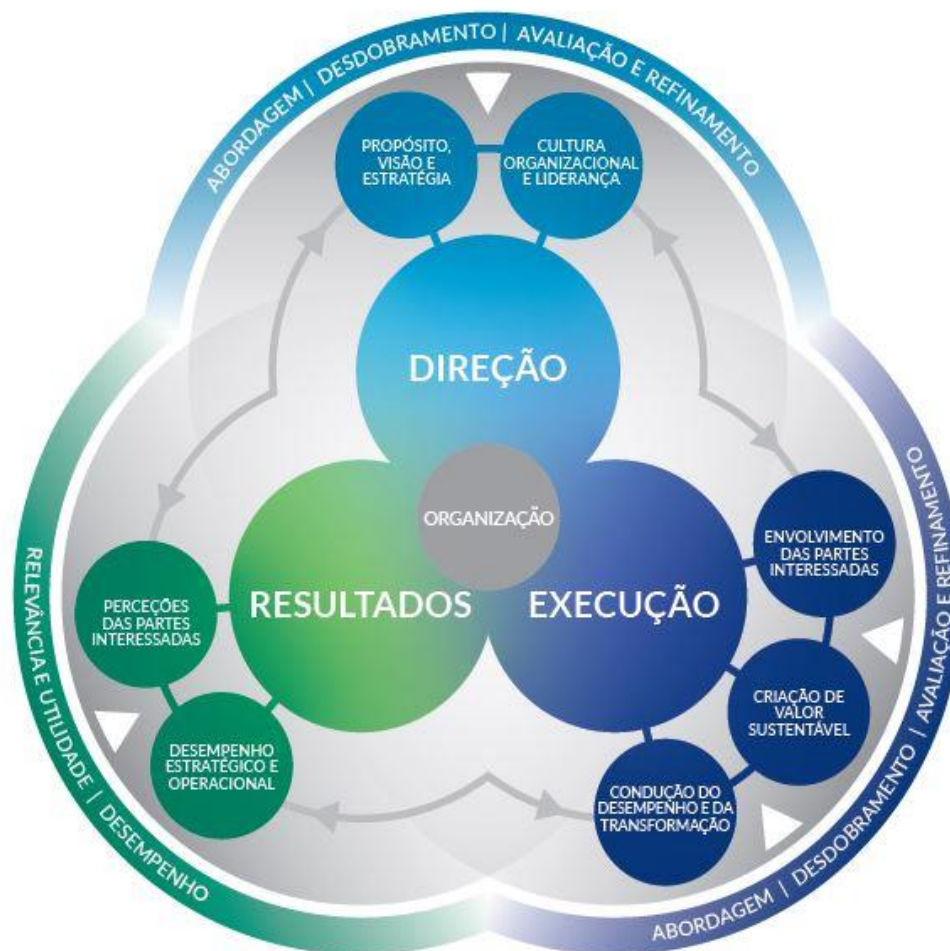 ABORDAGEM | DESDOBRAMENTO | AVALIAÇÃO E REFINAMENTO
PROPÓSITO,
VISÃO E
ESTRATÉGIA
CULTURA
ORGANIZACIONAL
E LIDERANÇA
DIREÇÃO
ORGANIZAÇÃO
RESULTADOS
EXECUÇÃO
ENVOLVIMENTO
DAS PARTES
INTERESSADAS
CRIAÇÃO DE
VALOR
SUSTENTÁVEL
CONDUÇÃO DO
DESEMPENHO E DA
TRANSFORMAÇÃO
ABORDAGEM | DESDOBRAMENTO | AVALIAÇÃO E REFINAMENTO
PERCEÇÕES
DAS PARTES
INTERESSADAS
DESEMPENHO
ESTRATÉGICO E
OPERACIONAL
RELEVÂNCIA E UTILIDADE | DESEMPENHO